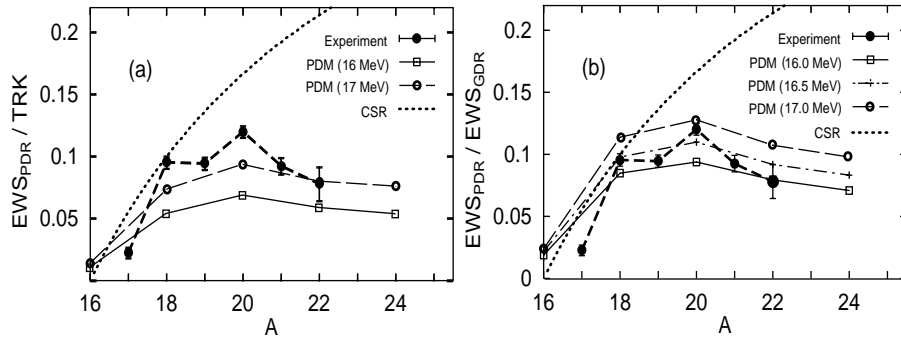 (a)
EWS_PDR / TRK
0.2
0.15
0.1
0.05
0
16
18
20
22
24
A
Experiment
PDM (16 MeV)
PDM (17 MeV)
CSR
(b)
EWS_PDR / EWS_GDR
0.2
0.15
0.1
0.05
0
16
18
20
22
24
A
Experiment
PDM (16.0 MeV)
PDM (16.5 MeV)
PDM (17.0 MeV)
CSR